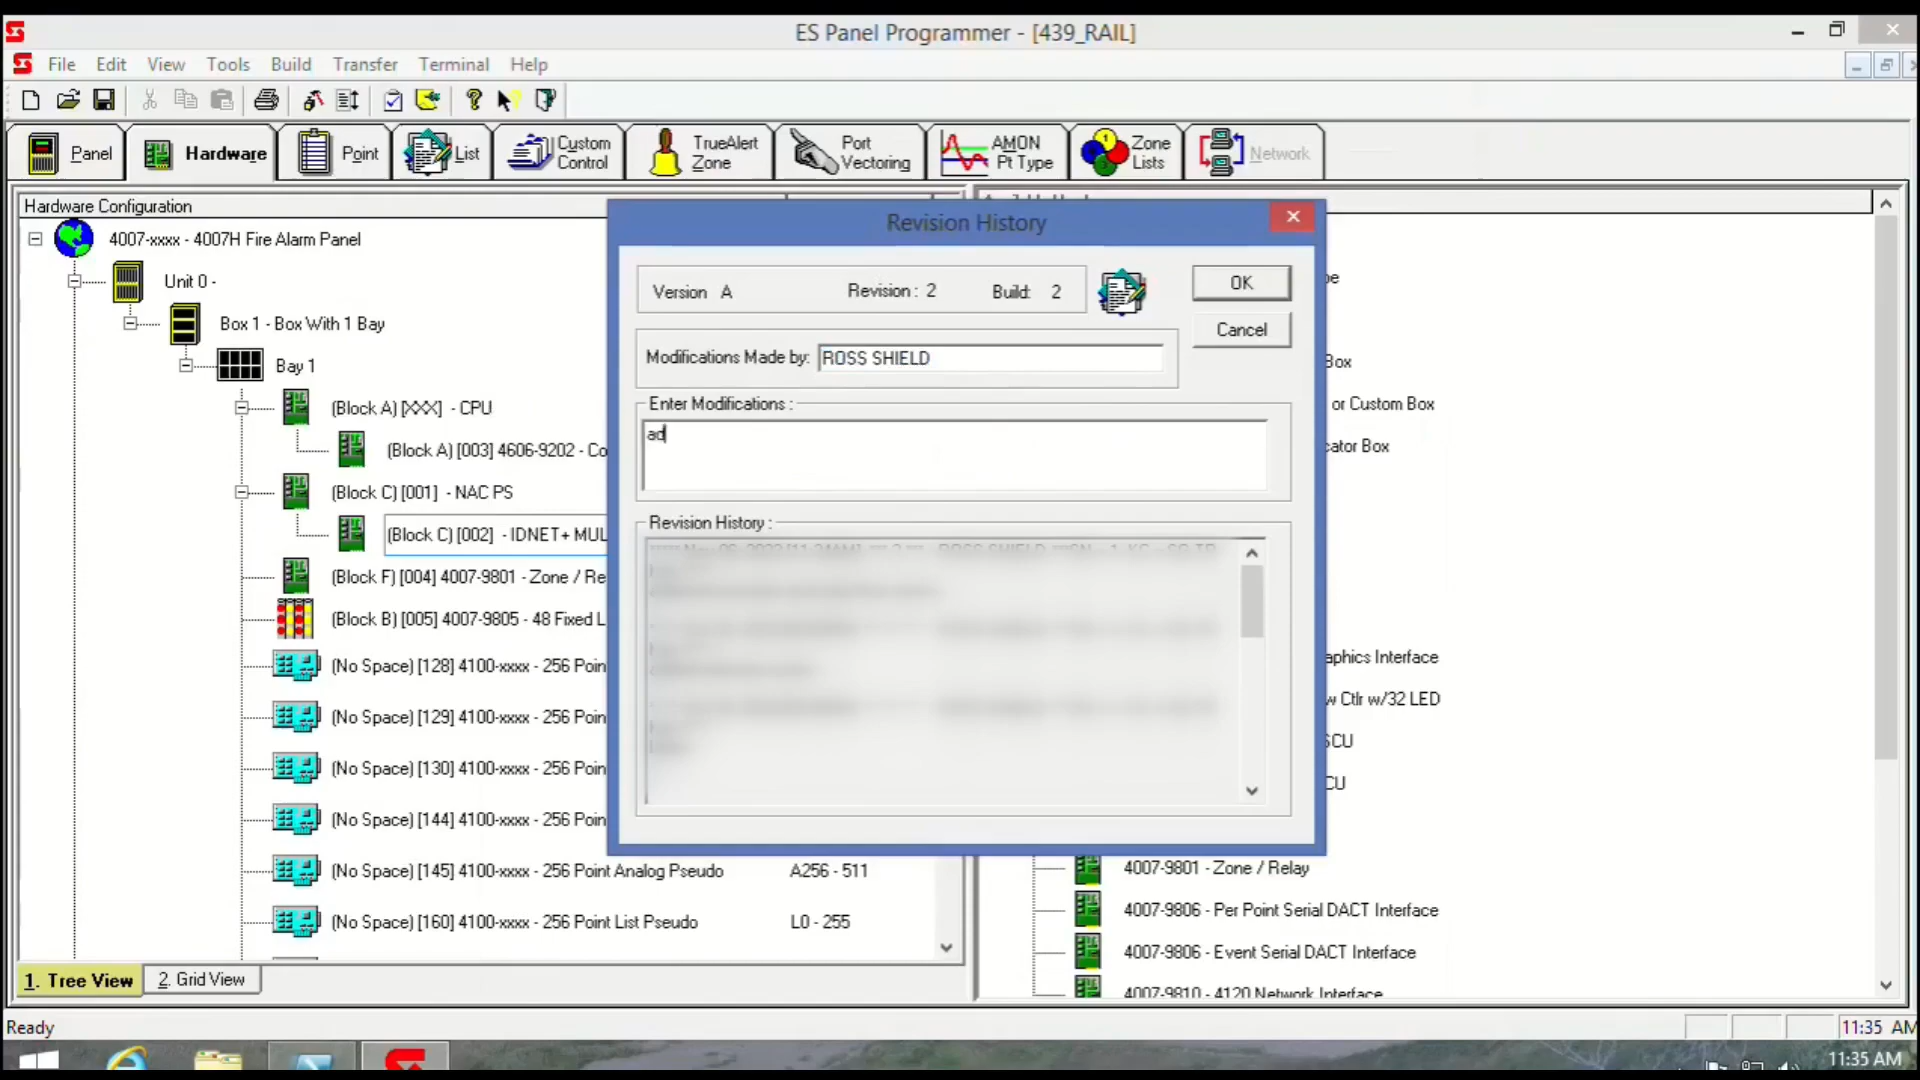 ES Panel Programmer - [439_RAIL]
File Edit View Tools Build Transfer Terminal Help
Panel
Hardware
Point
List
Custom Control
TrueAlert Zone
Port Vectoring
AMON Pt Type
Zone Lists
Network
Hardware Configuration
4007-xxxx - 4007H Fire Alarm Panel
Unit 0 -
Box 1 - Box With 1 Bay
Bay 1
(Block A) [XXX] - CPU
(Block A) [003] 4606-9202 - Co
(Block C) [001] - NAC PS
(Block C) [002] - IDNET+ MUL
(Block F) [004] 4007-9801 - Zone / Re
(Block B) [005] 4007-9805 - 48 Fixed L
(No Space) [128] 4100-xxxx - 256 Poin
(No Space) [129] 4100-xxxx - 256 Poin
(No Space) [130] 4100-xxxx - 256 Poin
(No Space) [144] 4100-xxxx - 256 Poin
(No Space) [145] 4100-xxxx - 256 Point Analog Pseudo A256 - 511
(No Space) [160] 4100-xxxx - 256 Point List Pseudo L0 - 255
1. Tree View 2. Grid View
Revision History
Version A Revision : 2 Build: 2
OK
Cancel
Modifications Made by: ROSS SHIELD
Enter Modifications :
ad
Revision History :
pe
Box
or Custom Box
cator Box
aphics Interface
w Ctlr w/32 LED
SCU
CU
4007-9801 - Zone / Relay
4007-9806 - Per Point Serial DACT Interface
4007-9806 - Event Serial DACT Interface
4007-9810 - 4120 Network Interface
Ready
11:35 AM
11:35 AM